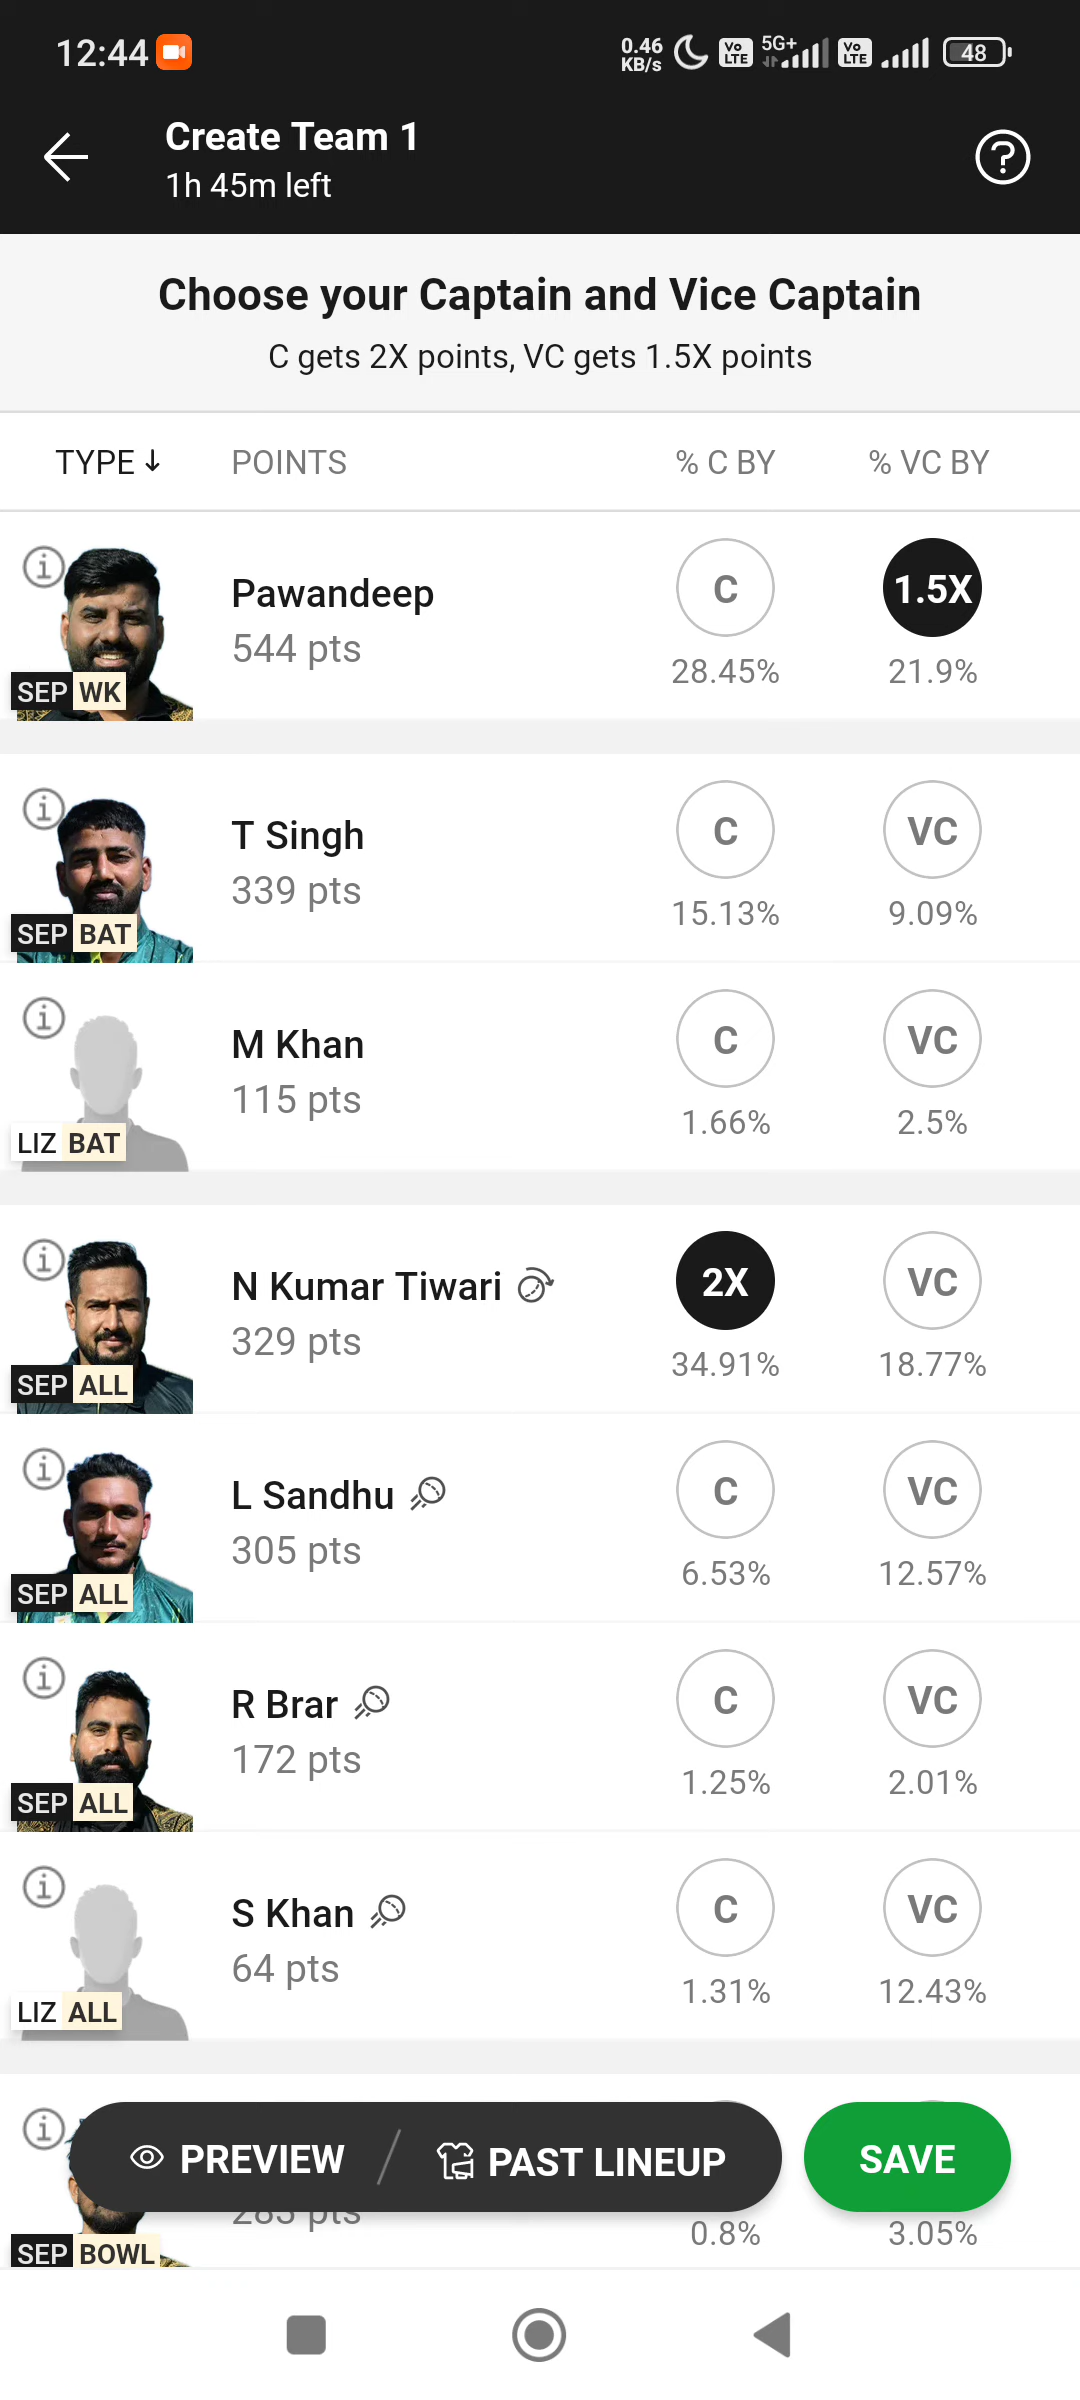 12:44
0.46 KB/s
Vo LTE
5G+
Vo LTE
48
Create Team 1
1h 45m left
Choose your Captain and Vice Captain
C gets 2X points, VC gets 1.5X points
TYPE ↓ POINTS % C BY % VC BY
Pawandeep
544 pts
SEP WK
C 1.5X
28.45% 21.9%
T Singh
339 pts
SEP BAT
C VC
15.13% 9.09%
M Khan
115 pts
LIZ BAT
C VC
1.66% 2.5%
N Kumar Tiwari
329 pts
SEP ALL
2X VC
34.91% 18.77%
L Sandhu
305 pts
SEP ALL
C VC
6.53% 12.57%
R Brar
172 pts
SEP ALL
C VC
1.25% 2.01%
S Khan
64 pts
LIZ ALL
C VC
1.31% 12.43%
PREVIEW PAST LINEUP SAVE
pts
0.8% 3.05%
SEP BOWL